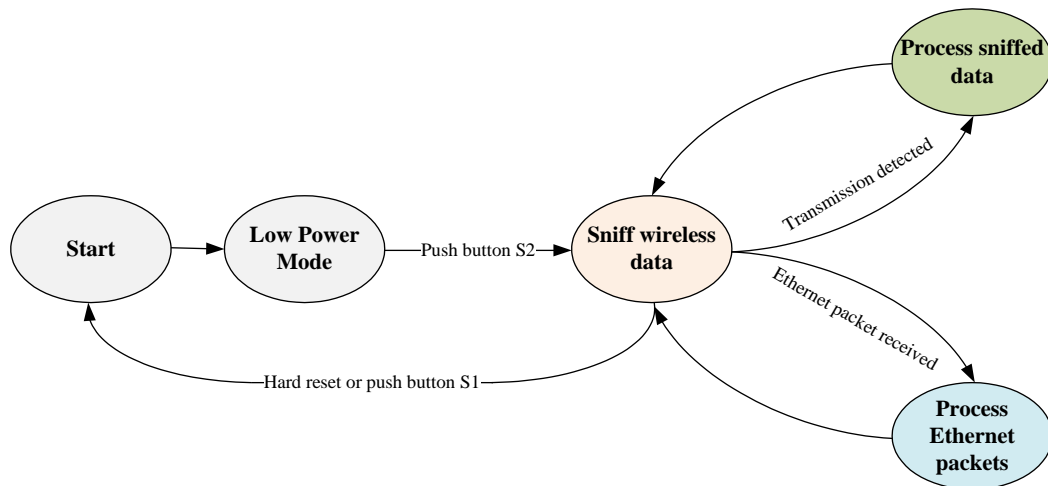 Process sniffed
data
Transmission detected
Start
Low Power
Mode
Push button S2
Sniff wireless
data
Ethernet packet received
Hard reset or push button S1
Process
Ethernet
packets